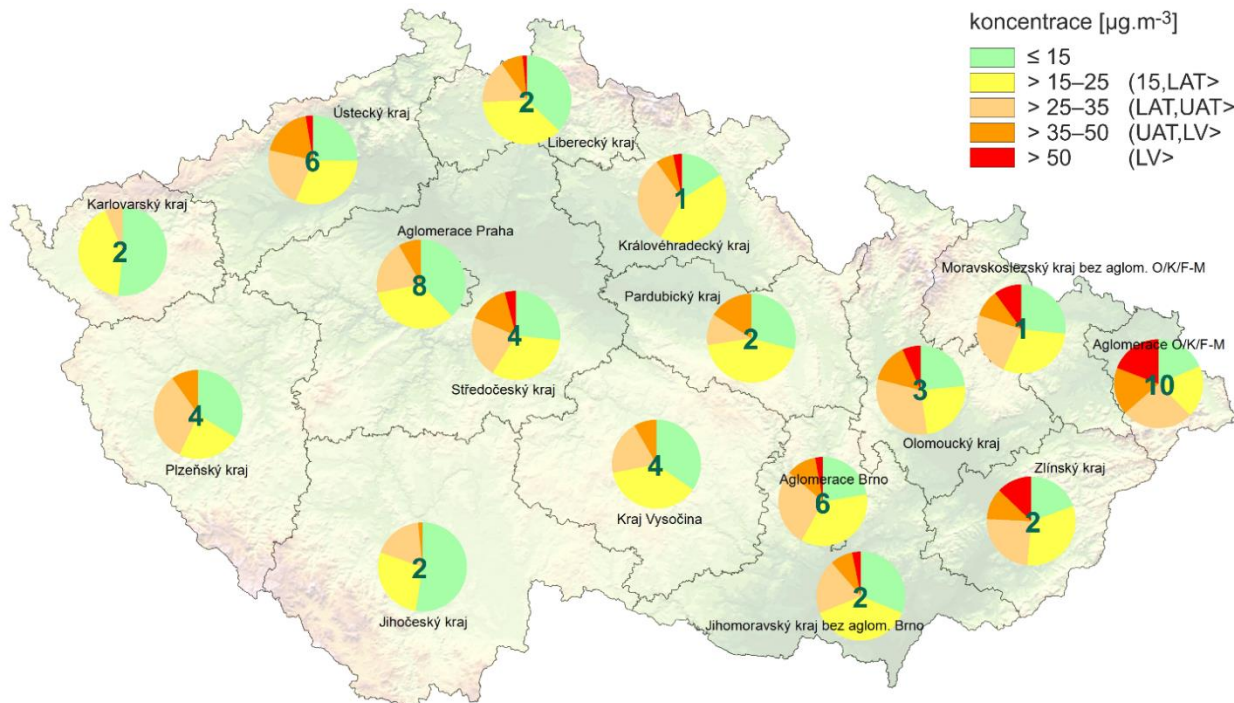 koncentrace [µg.m-3]
≤ 15
> 15–25 (15,LAT>
> 25–35 (LAT,UAT>
> 35–50 (UAT,LV>
> 50 (LV>
Ústecký kraj
6
2
Liberecký kraj
Karlovarský kraj
2
1
Královéhradecký kraj
Aglomerace Praha
8
4
Středočeský kraj
Pardubický kraj
2
Moravskoslezský kraj bez aglom. O/K/F-M
1
Aglomerace O/K/F-M
10
3
Olomoucký kraj
4
Plzeňský kraj
4
Kraj Vysočina
Aglomerace Brno
6
Zlínský kraj
2
2
Jihočeský kraj
2
Jihomoravský kraj bez aglom. Brno